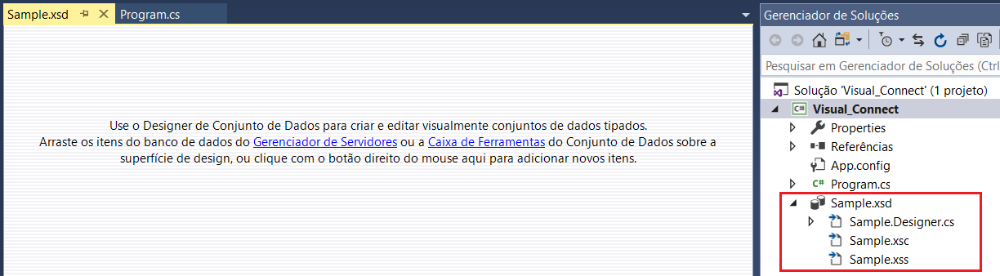 Sample.xsd
Program.cs
Use o Designer de Conjunto de Dados para criar e editar visualmente conjuntos de dados tipados.
Arraste os itens do banco de dados do Gerenciador de Servidores ou a Caixa de Ferramentas do Conjunto de Dados sobre a
superfície de design, ou clique com o botão direito do mouse aqui para adicionar novos itens.
Gerenciador de Soluções
Pesquisar em Gerenciador de Soluções (Ctrl
Solução 'Visual_Connect' (1 projeto)
C# Visual_Connect
Properties
Referências
App.config
C# Program.cs
Sample.xsd
Sample.Designer.cs
Sample.xsc
Sample.xss